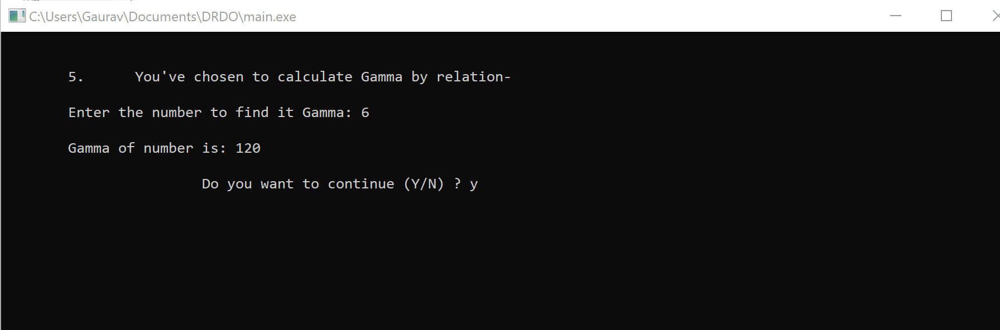 C:\Users\Gaurav\Documents\DRDO\main.exe
5. You've chosen to calculate Gamma by relation-
Enter the number to find it Gamma: 6
Gamma of number is: 120
Do you want to continue (Y/N) ? y